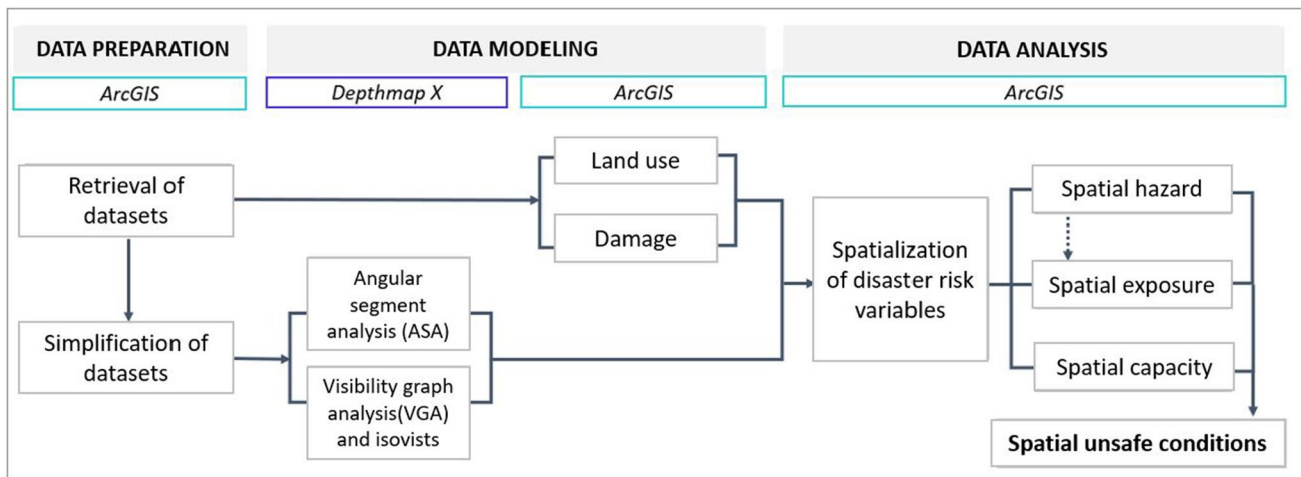 DATA PREPARATION
DATA MODELING
DATA ANALYSIS
ArcGIS
Depthmap X
ArcGIS
ArcGIS
Retrieval of
datasets
Simplification of
datasets
Land use
Damage
Angular
segment
analysis (ASA)
Visibility graph
analysis(VGA)
and isovists
Spatialization
of disaster risk
variables
Spatial hazard
Spatial exposure
Spatial capacity
Spatial unsafe conditions